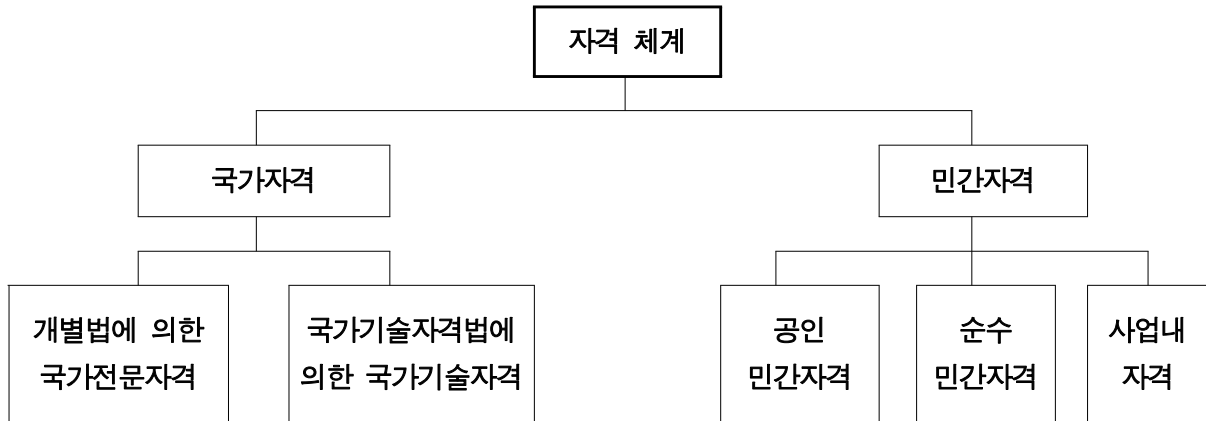 자격 체계
국가자격
민간자격
개별법에 의한
국가전문자격
국가기술자격법에
의한 국가기술자격
공인
민간자격
순수
민간자격
사업내
자격